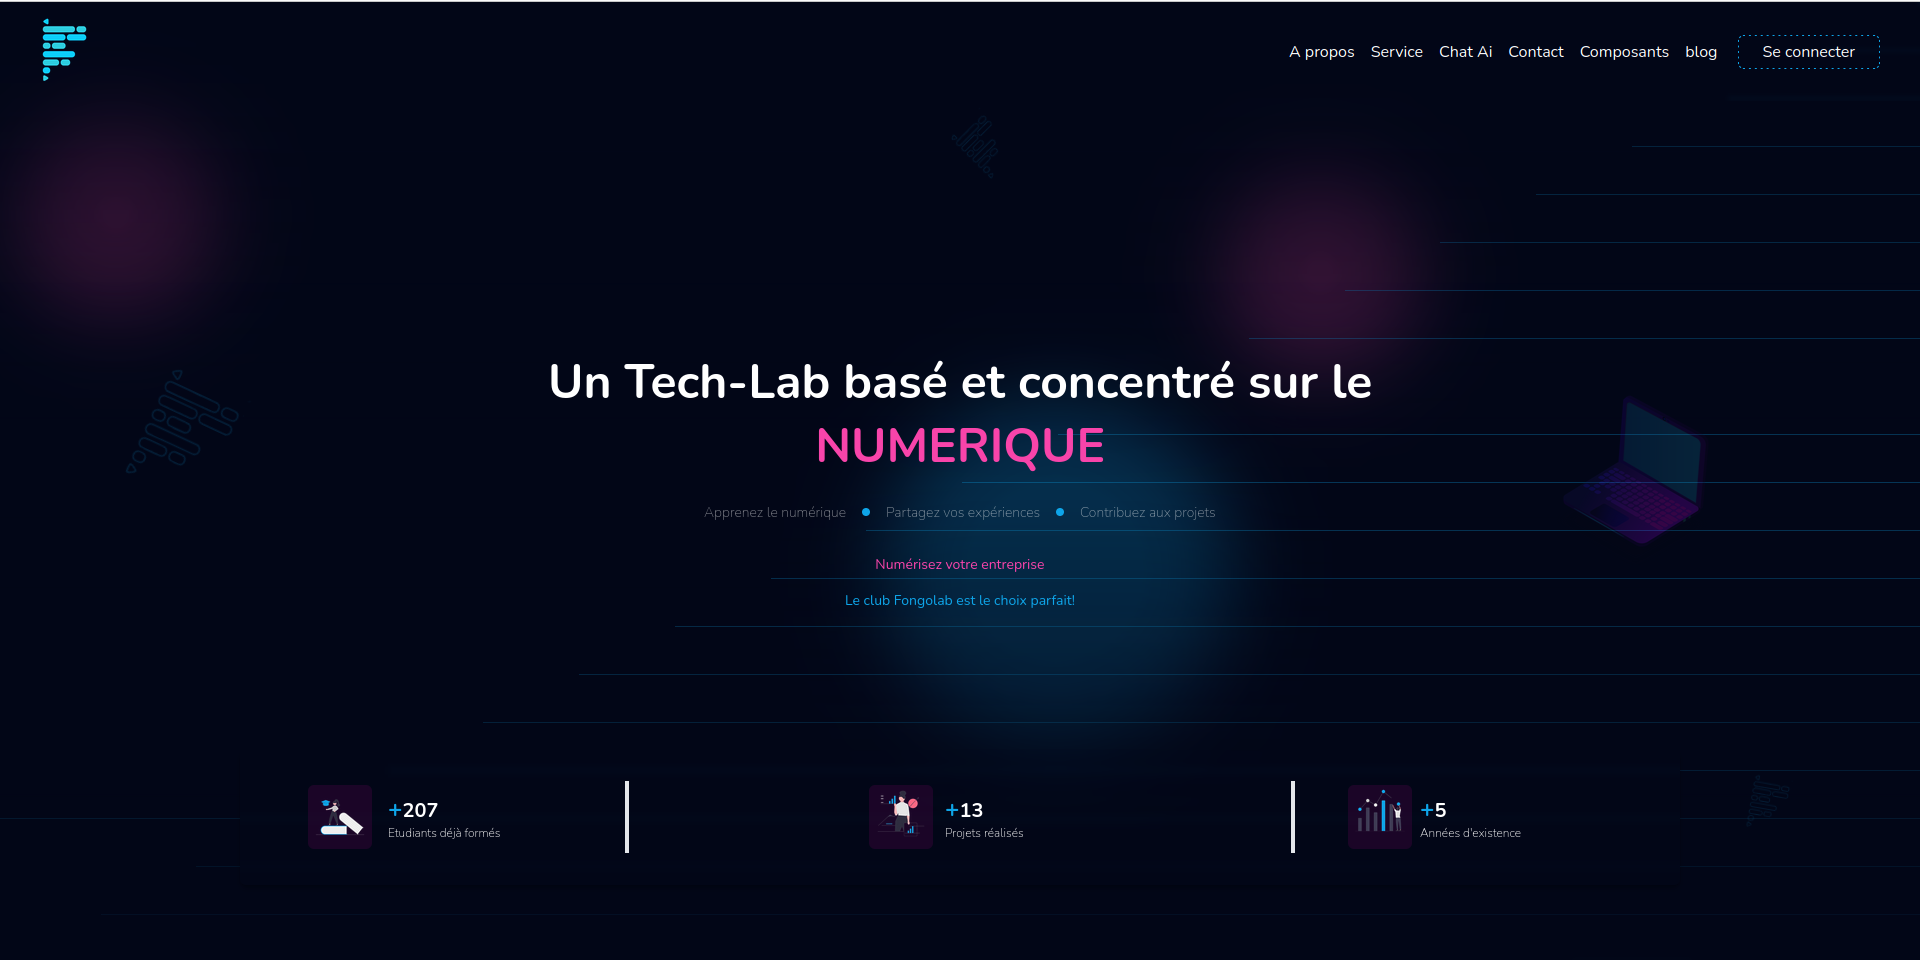 A propos Service Chat Ai Contact Composants blog Se connecter
Un Tech-Lab basé et concentré sur le
NUMERIQUE
Apprenez le numérique Partagez vos expériences Contribuez aux projets
Numérisez votre entreprise
Le club Fongolab est le choix parfait!
+207
Etudiants déjà formés
+13
Projets réalisés
+5
Années d'existence